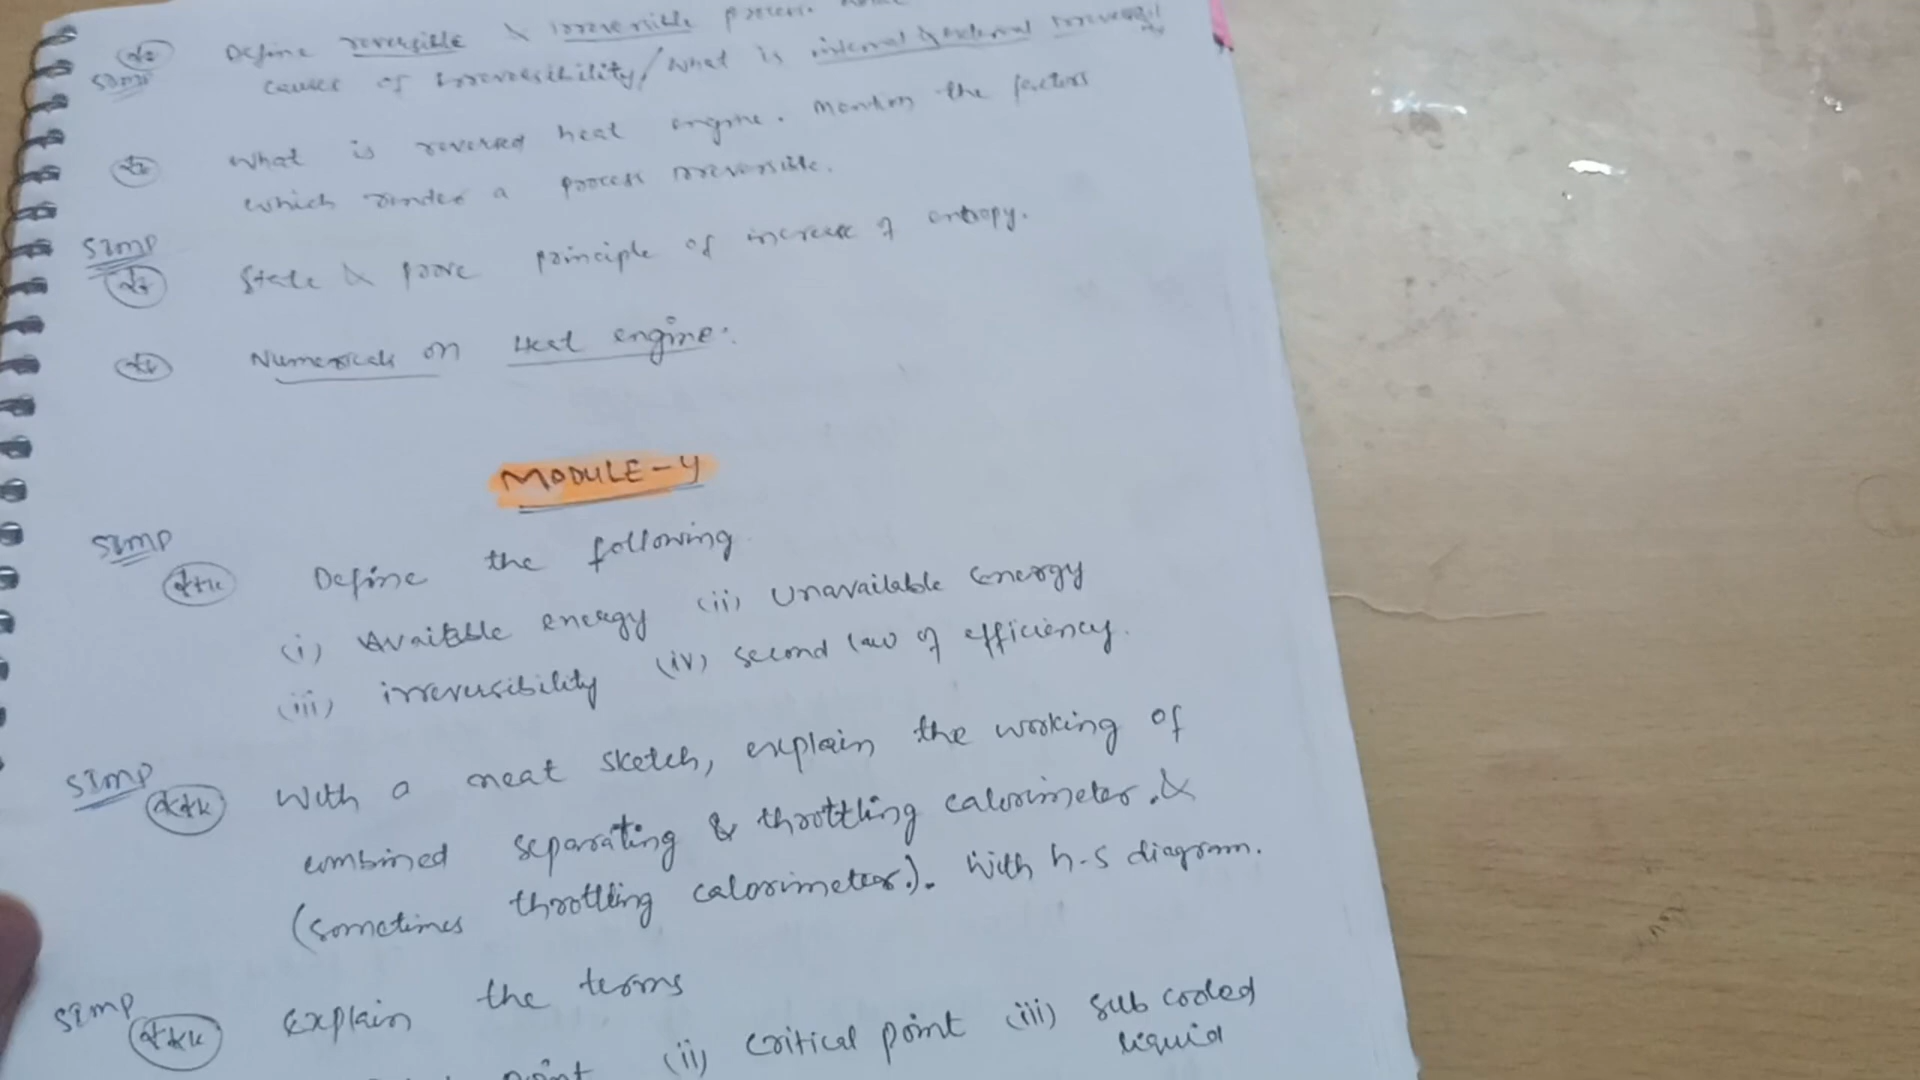 Define reversible & irreversible process.
SIMP causes of irreversibility/ what is internal & external
What is reversed heat engine. Mention the factors
which render a process irreversible.
SIMP
State & prove principle of increase of entropy.
Numericals on Heat engine.
MODULE-4
SIMP
Define the following
(i) Available energy (ii) Unavailable Energy
(iii) irreversibility (iv) second law of efficiency.
SIMP
With a neat sketch, explain the working of
combined separating & throttling calorimeter. &
(sometimes throttling calorimeter.). With h-s diagram.
SIMP
Explain the terms
point (ii) critical point (iii) sub cooled
liquid